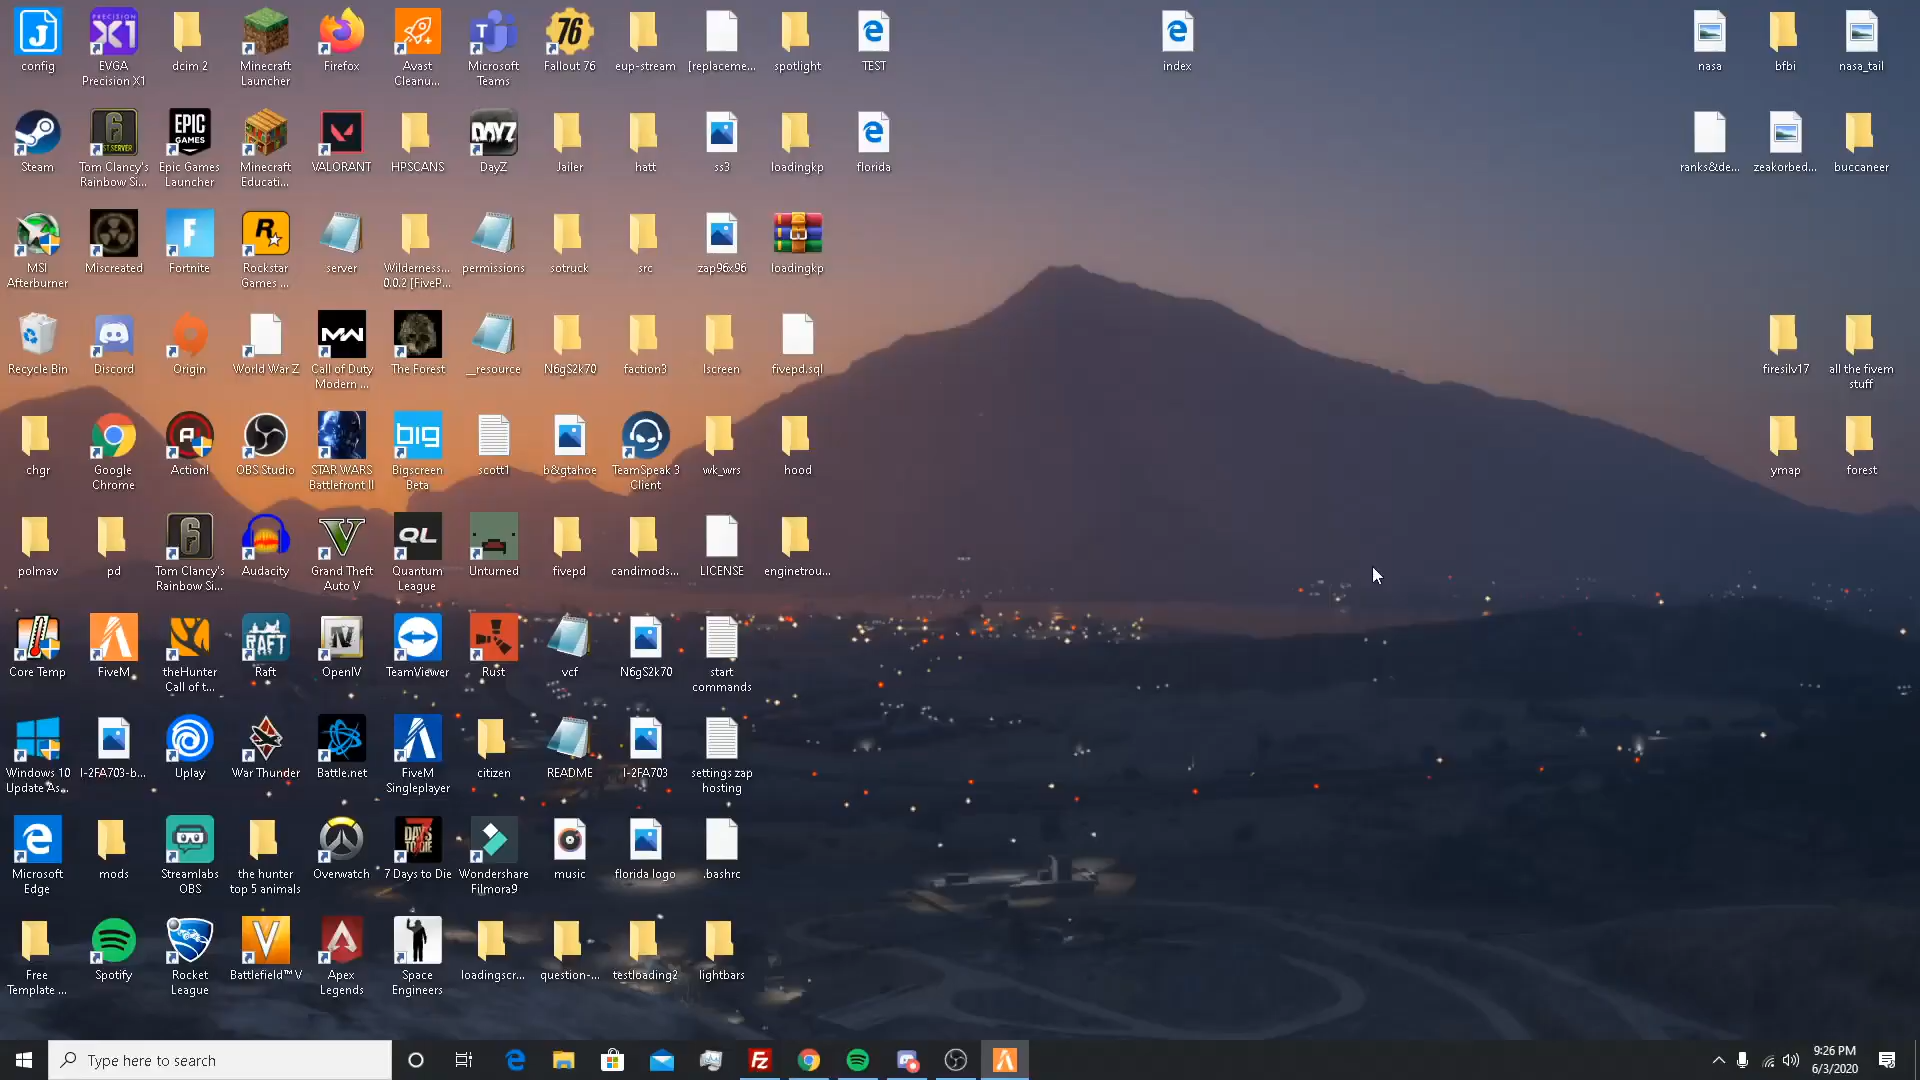 config
EVGA
Precision X1
dcim 2
Minecraft
Launcher
Firefox
Avast
Cleanu...
Microsoft
Teams
Fallout 76
eup-stream
[replaceme...
spotlight
TEST
index
nasa
bfbi
nasa_tail
Steam
Tom Clancy's
Rainbow Si...
Epic Games
Launcher
Minecraft
Educati...
VALORANT
HPSCANS
DayZ
Jailer
hatt
ss3
loadingkp
florida
ranks&de...
zeakorbed...
buccaneer
MSI
Afterburner
Miscreated
Fortnite
Rockstar
Games ...
server
Wilderness...
0.0.2 [FiveP...
permissions
sotruck
src
zap96x96
loadingkp
Recycle Bin
Discord
Origin
World War Z
Call of Duty
Modern ...
The Forest
__resource
N6gS2k70
faction3
lscreen
fivepd.sql
firesilv17
all the fivem
stuff
chgr
Google
Chrome
Action!
OBS Studio
STAR WARS
Battlefront II
Bigscreen
Beta
scott1
b&gtahoe
TeamSpeak 3
Client
wk_wrs
hood
ymap
forest
polmav
pd
Tom Clancy's
Rainbow Si...
Audacity
Grand Theft
Auto V
Quantum
League
Unturned
fivepd
candimods...
LICENSE
enginetrou...
Core Temp
FiveM
theHunter
Call of t...
Raft
OpenIV
TeamViewer
Rust
vcf
N6gS2k70
start
commands
Windows 10
Update As...
I-2FA703-b...
Uplay
War Thunder
Battle.net
FiveM
Singleplayer
citizen
README
I-2FA703
settings zap
hosting
Microsoft
Edge
mods
Streamlabs
OBS
the hunter
top 5 animals
Overwatch
7 Days to Die
Wondershare
Filmora9
music
florida logo
.bashrc
Free
Template ...
Spotify
Rocket
League
Battlefield™ V
Apex
Legends
Space
Engineers
loadingscr...
question-...
testloading2
lightbars
Type here to search
9:26 PM
6/3/2020